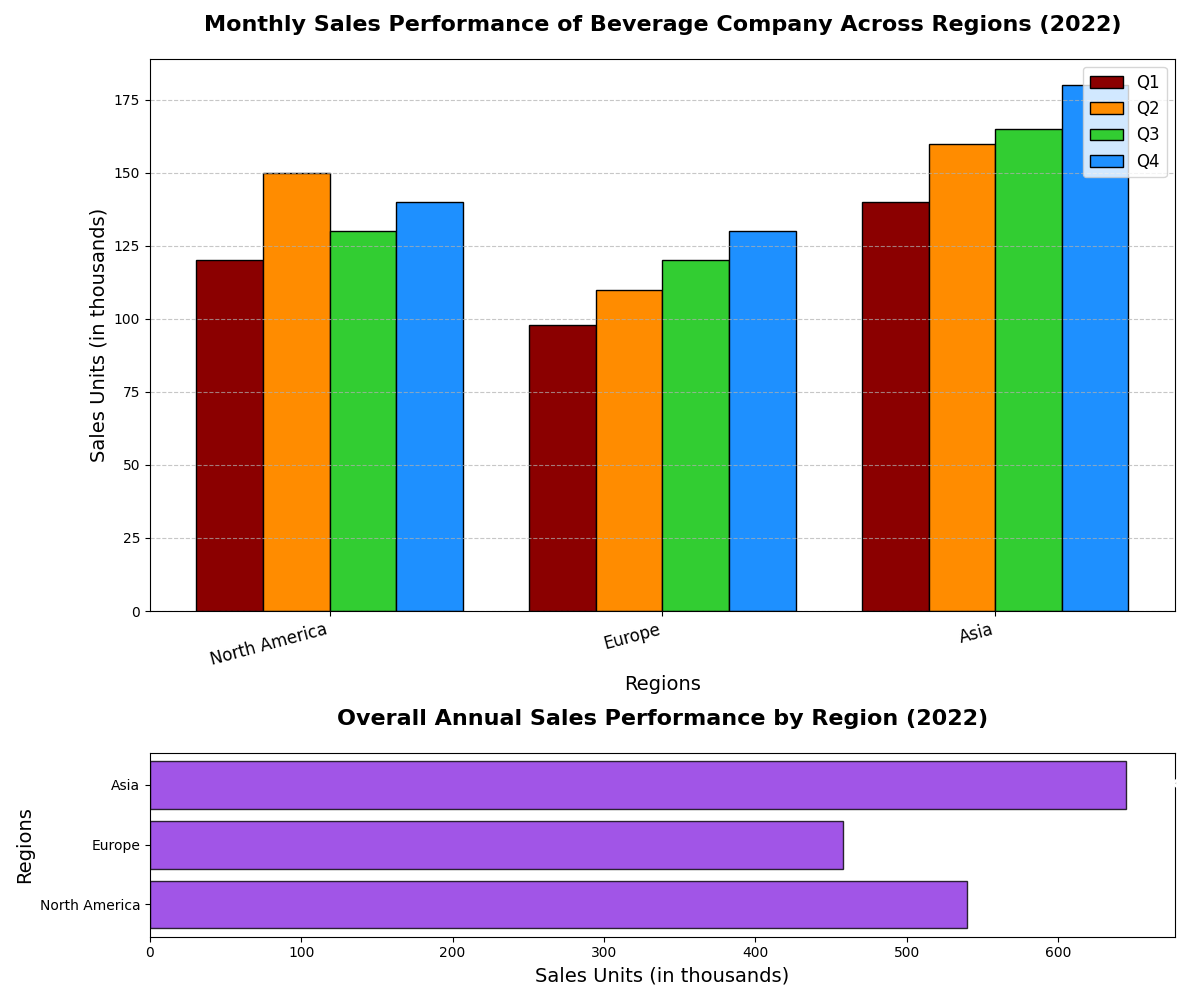 Monthly Sales Performance of Beverage Company Across Regions (2022)
Sales Units (in thousands)
175
150
125
100
75
50
25
0
Q1
Q2
Q3
Q4
North America
Europe
Asia
Regions
Overall Annual Sales Performance by Region (2022)
Regions
Asia
Europe
North America
0 100 200 300 400 500 600
Sales Units (in thousands)